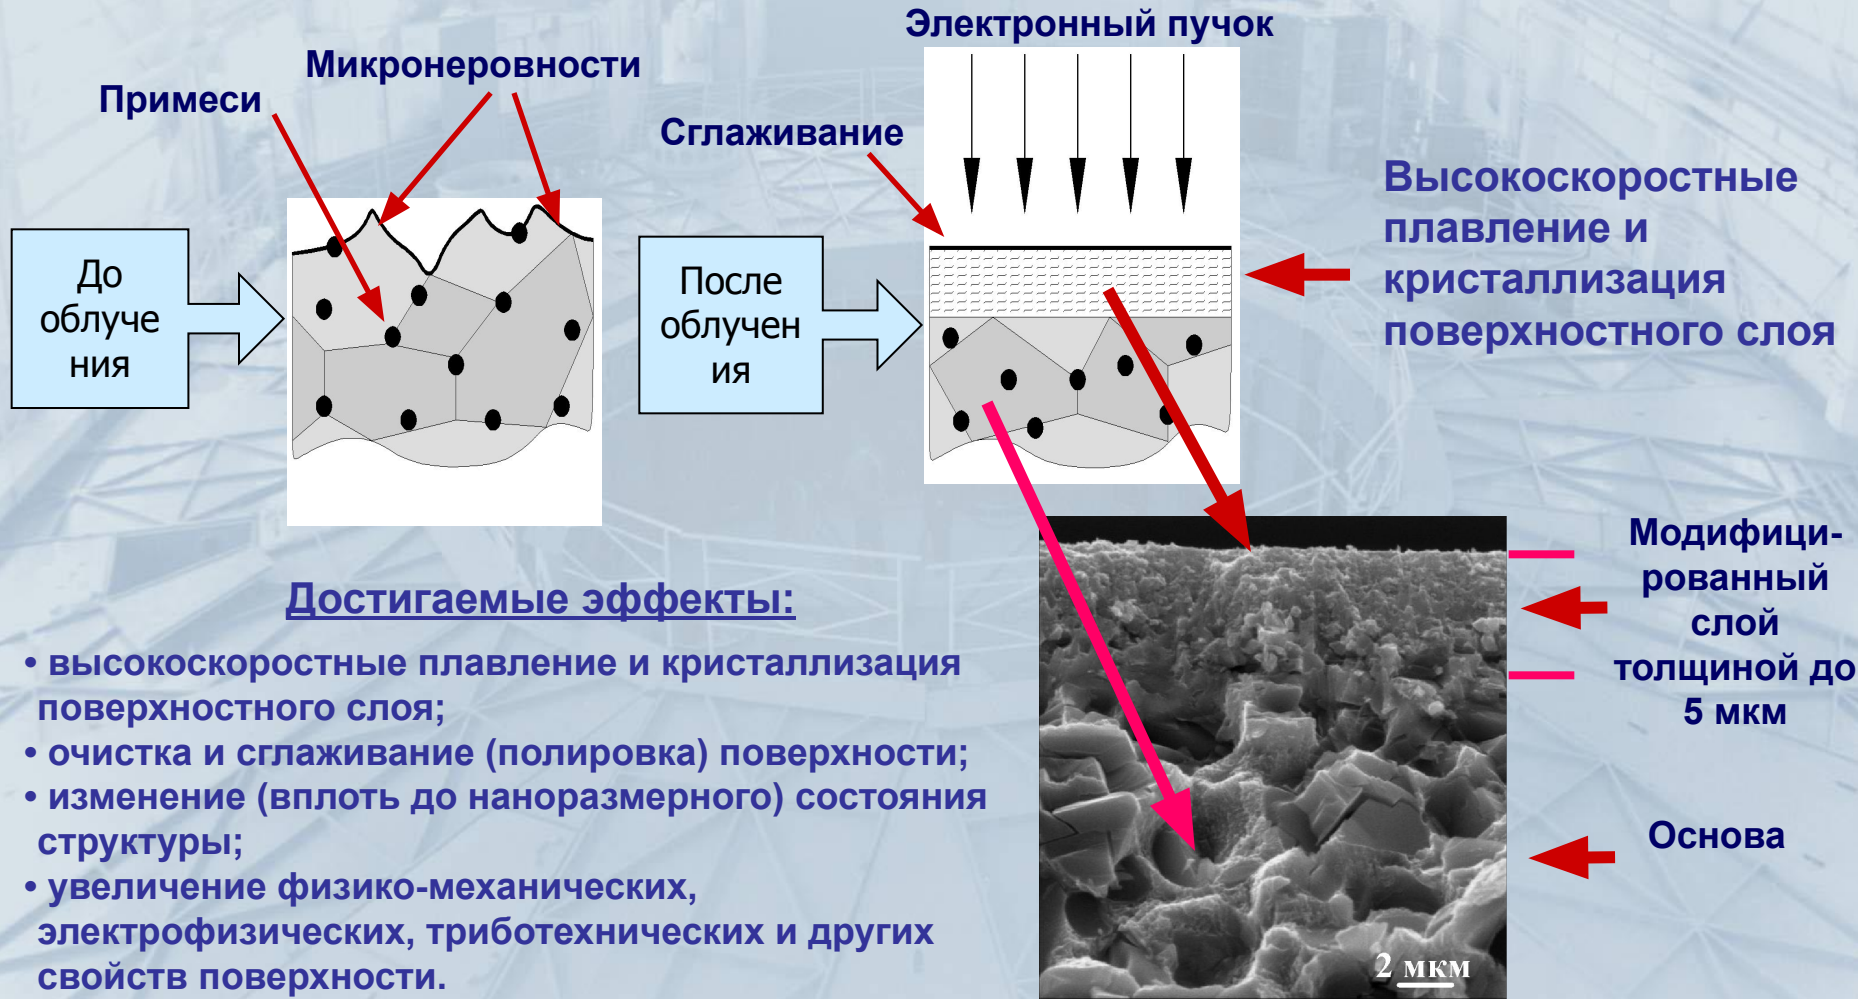 Электронный пучок
Микронеровности
Примеси
Сглаживание
До
облуче
ния
После
облучен
ия
Высокоскоростные
плавление и
кристаллизация
поверхностного слоя
Модифици-
рованный
слой
толщиной до
5 мкм
Основа
2 мкм
Достигаемые эффекты:
• высокоскоростные плавление и кристаллизация
поверхностного слоя;
• очистка и сглаживание (полировка) поверхности;
• изменение (вплоть до наноразмерного) состояния
структуры;
• увеличение физико-механических,
электрофизических, триботехнических и других
свойств поверхности.